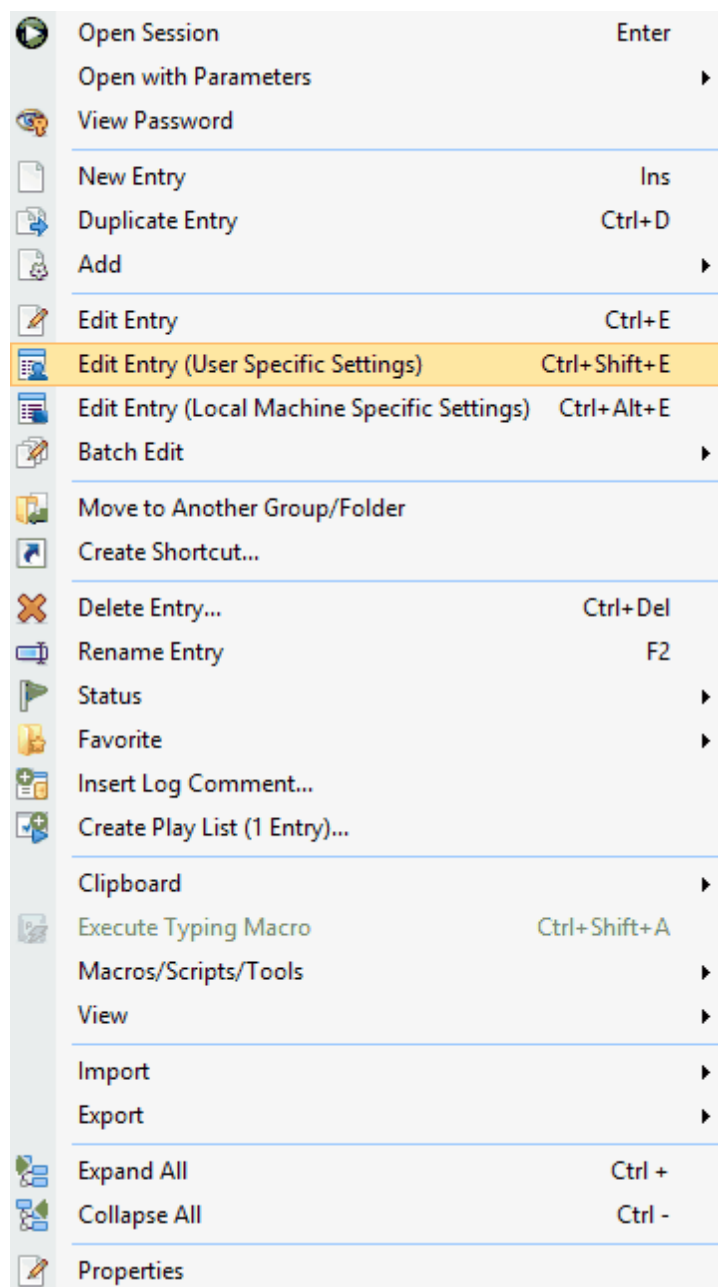 Open Session Enter
Open with Parameters
View Password
New Entry Ins
Duplicate Entry Ctrl+D
Add
Edit Entry Ctrl+E
Edit Entry (User Specific Settings) Ctrl+Shift+E
Edit Entry (Local Machine Specific Settings) Ctrl+Alt+E
Batch Edit
Move to Another Group/Folder
Create Shortcut...
Delete Entry... Ctrl+Del
Rename Entry F2
Status
Favorite
Insert Log Comment...
Create Play List (1 Entry)...
Clipboard
Execute Typing Macro Ctrl+Shift+A
Macros/Scripts/Tools
View
Import
Export
Expand All Ctrl +
Collapse All Ctrl -
Properties